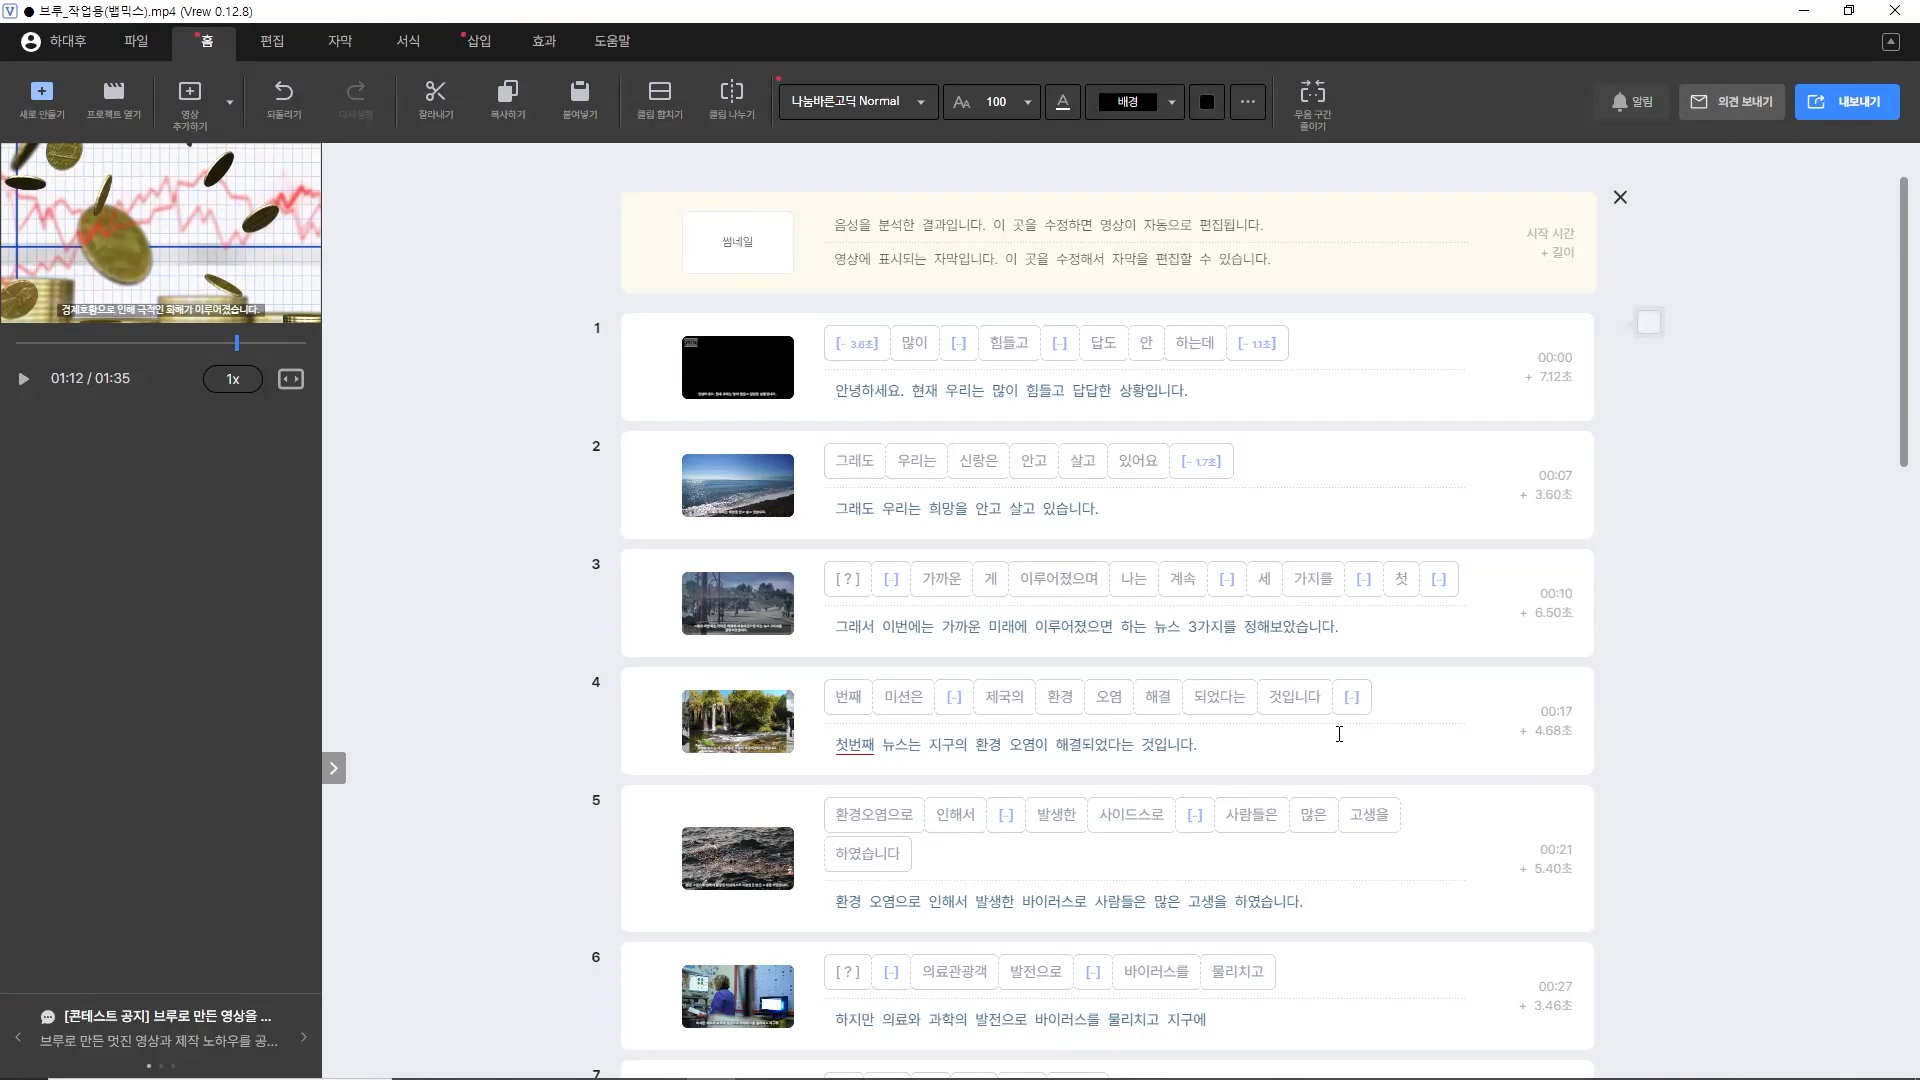 브루_작업용(뱁믹스).mp4 (Vrew 0.12.8)
하대후 파일 홈 편집 자막 서식 삽입 효과 도움말
새로 만들기 프로젝트 열기 영상 추가하기 되돌리기 다시실행 잘라내기 복사하기 붙여넣기 클립 합치기 클립 나누기 나눔바른고딕 Normal 100 배경 무음 구간 줄이기 알림 의견 보내기 내보내기
경제호황으로 인해 극적인 화해가 이루어졌습니다.
01:12 / 01:35 1x
썸네일
음성을 분석한 결과입니다. 이 곳을 수정하면 영상이 자동으로 편집됩니다.
영상에 표시되는 자막입니다. 이 곳을 수정해서 자막을 편집할 수 있습니다.
시작 시간
+ 길이
1
[·· 3.6초] 많이 [··] 힘들고 [··] 답도 안 하는데 [·· 1.1초]
안녕하세요. 현재 우리는 많이 힘들고 답답한 상황입니다.
00:00
+ 7.12초
2
그래도 우리는 신랑은 안고 살고 있어요 [·· 1.7초]
그래도 우리는 희망을 안고 살고 있습니다.
00:07
+ 3.60초
3
[ ? ] [··] 가까운 게 이루어졌으며 나는 계속 [··] 세 가지를 [··] 첫 [··]
그래서 이번에는 가까운 미래에 이루어졌으면 하는 뉴스 3가지를 정해보았습니다.
00:10
+ 6.50초
4
번째 미션은 [··] 제국의 환경 오염 해결 되었다는 것입니다 [··]
첫번째 뉴스는 지구의 환경 오염이 해결되었다는 것입니다.
00:17
+ 4.68초
5
환경오염으로 인해서 [··] 발생한 사이드스로 [··] 사람들은 많은 고생을
하였습니다
환경 오염으로 인해서 발생한 바이러스로 사람들은 많은 고생을 하였습니다.
00:21
+ 5.40초
6
[ ? ] [··] 의료관광객 발전으로 [··] 바이러스를 물리치고
하지만 의료와 과학의 발전으로 바이러스를 물리치고 지구에
00:27
+ 3.46초
7
[콘테스트 공지] 브루로 만든 영상을 ...
브루로 만든 멋진 영상과 제작 노하우를 공...